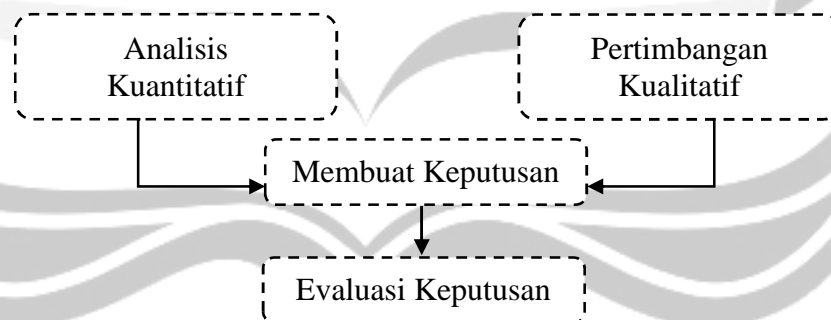 Analisis
Kuantitatif
Pertimbangan
Kualitatif
Membuat Keputusan
Evaluasi Keputusan